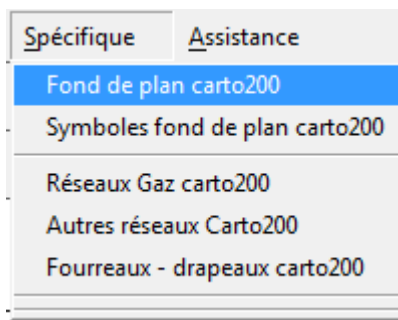 Spécifique Assistance
Fond de plan carto200
Symboles fond de plan carto200
Réseaux Gaz carto200
Autres réseaux Carto200
Fourreaux - drapeaux carto200